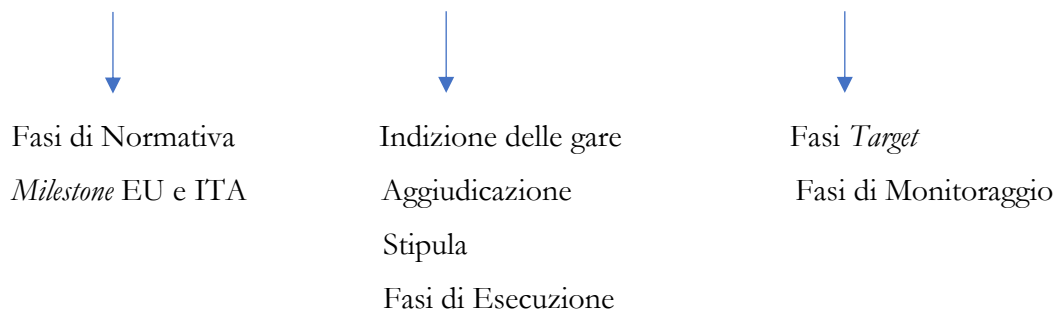 Fasi di Normativa
Milestone EU e ITA
Indizione delle gare
Aggiudicazione
Stipula
Fasi di Esecuzione
Fasi Target
Fasi di Monitoraggio